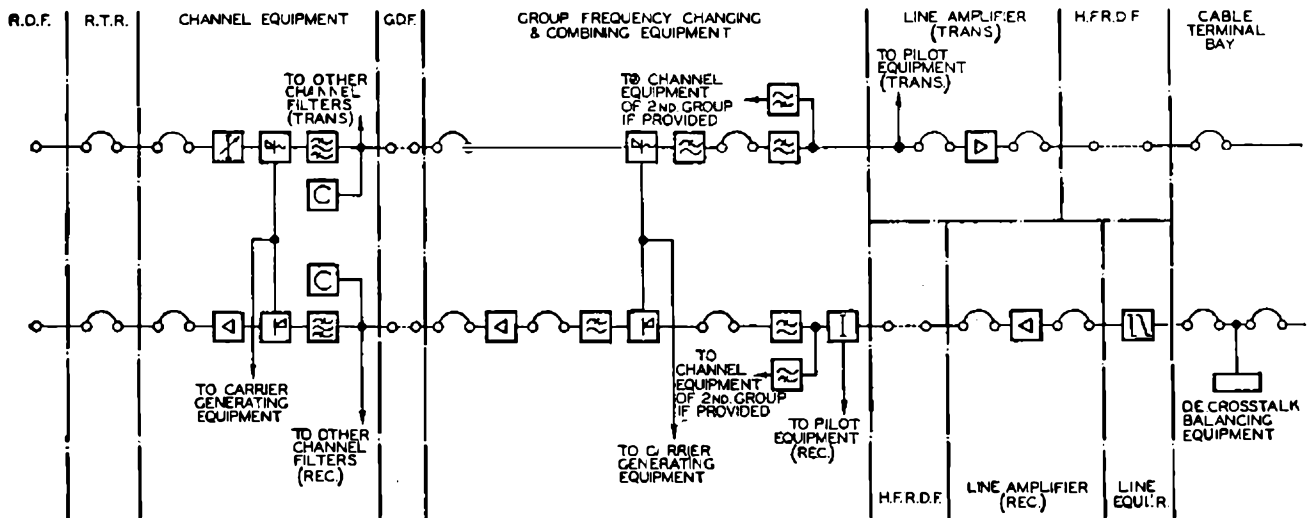 R.D.F.
R.T.R.
CHANNEL EQUIPMENT
G.D.F.
GROUP FREQUENCY CHANGING
& COMBINING EQUIPMENT
LINE AMPLIFIER
(TRANS)
H.F.R.D.F.
CABLE
TERMINAL
BAY
TO OTHER
CHANNEL
FILTERS
(TRANS)
TO CHANNEL
EQUIPMENT
OF 2ND. GROUP
IF PROVIDED
TO PILOT
EQUIPMENT
(TRANS)
C
C
TO CARRIER
GENERATING
EQUIPMENT
TO OTHER
CHANNEL
FILTERS
(REC.)
TO
CHANNEL
EQUIPMENT
OF 2ND. GROUP
IF PROVIDED
TO CARRIER
GENERATING
EQUIPMENT
TO PILOT
EQUIPMENT
(REC.)
D.E. CROSSTALK
BALANCING
EQUIPMENT
H.F.R.D.F.
LINE AMPLIFIER
(REC.)
LINE
EQUL'R.